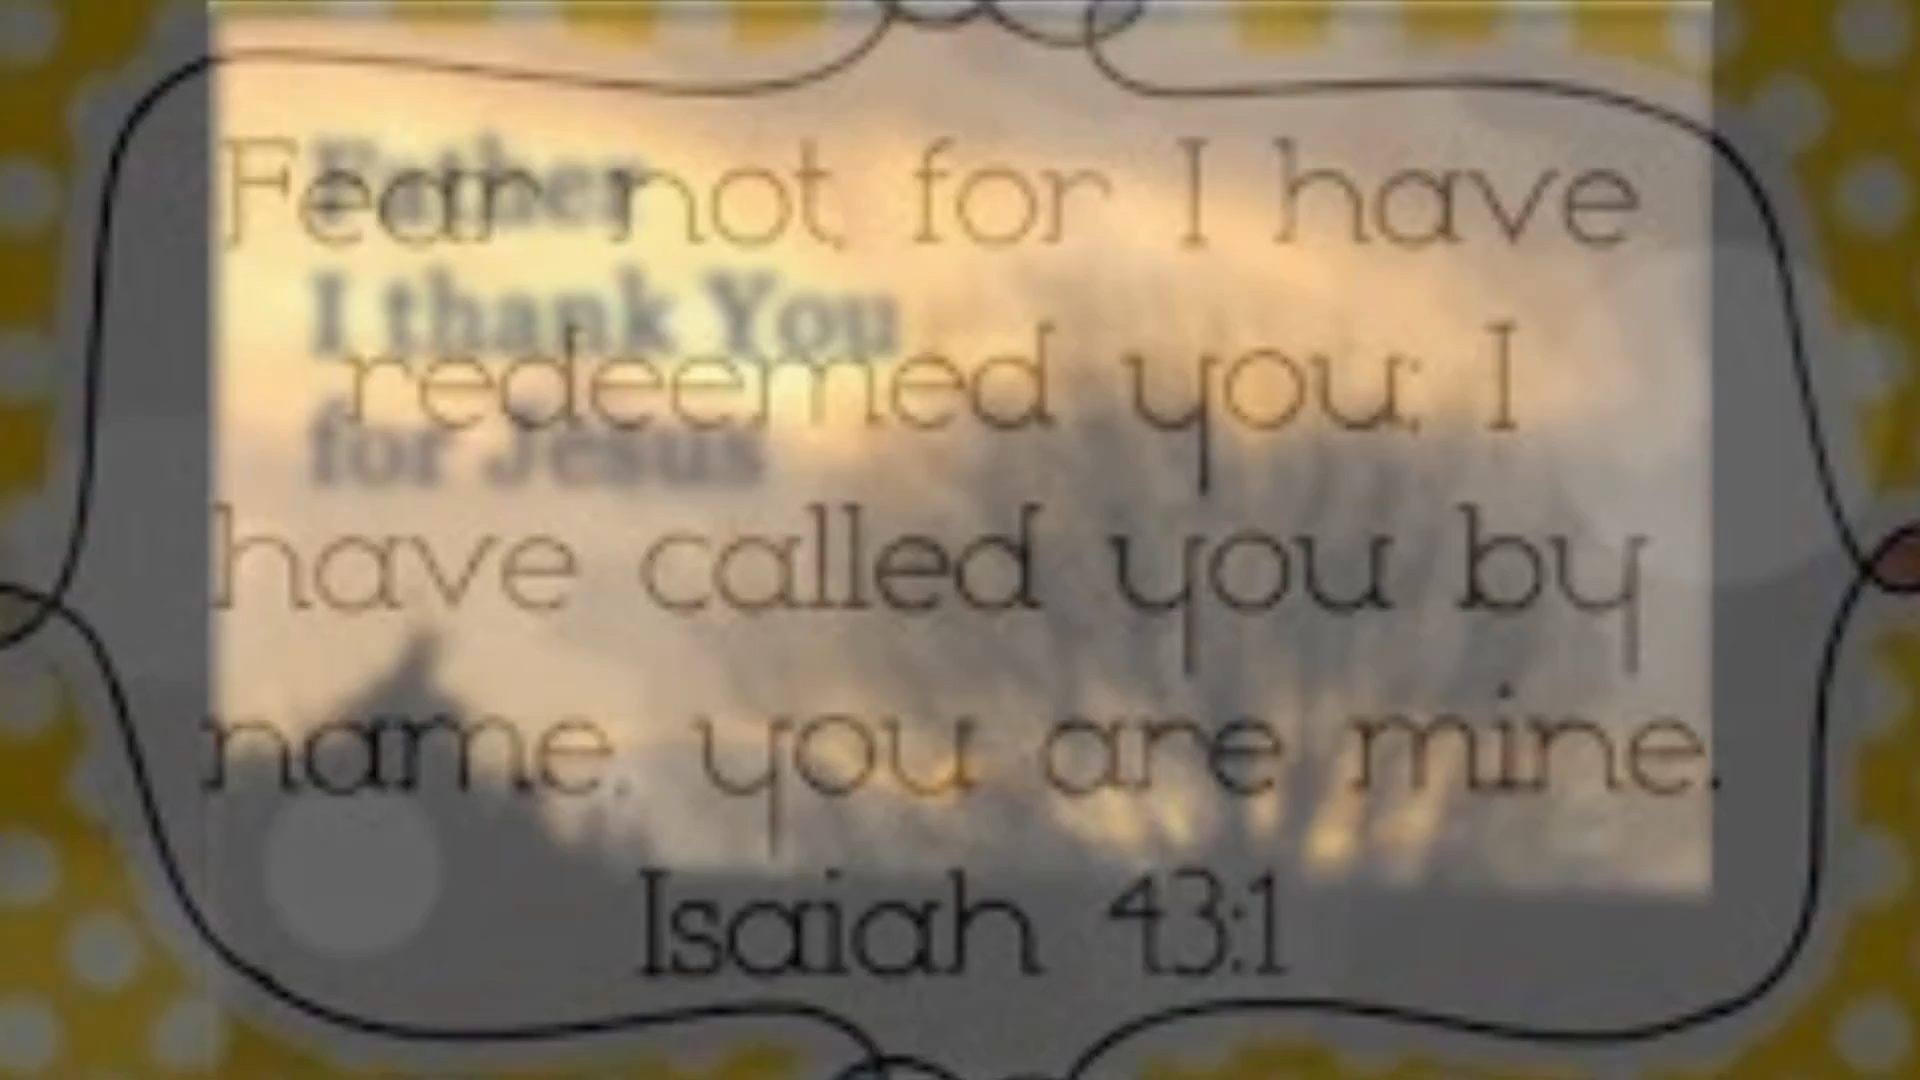 Fear not, for I have
redeemed you; I
have called you by
name, you are mine.
Isaiah 43:1
Father
I thank You
for Jesus